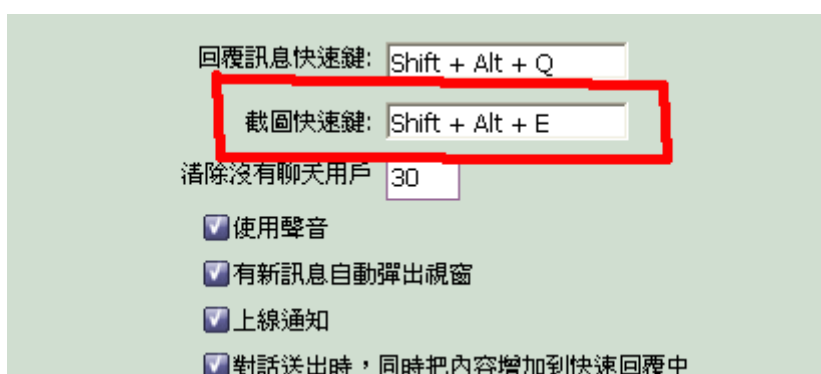 回覆訊息快速鍵: Shift + Alt + Q
截圖快速鍵: Shift + Alt + E
清除沒有聊天用戶 30
使用聲音
有新訊息自動彈出視窗
上線通知
對話送出時，同時把內容增加到快速回覆中